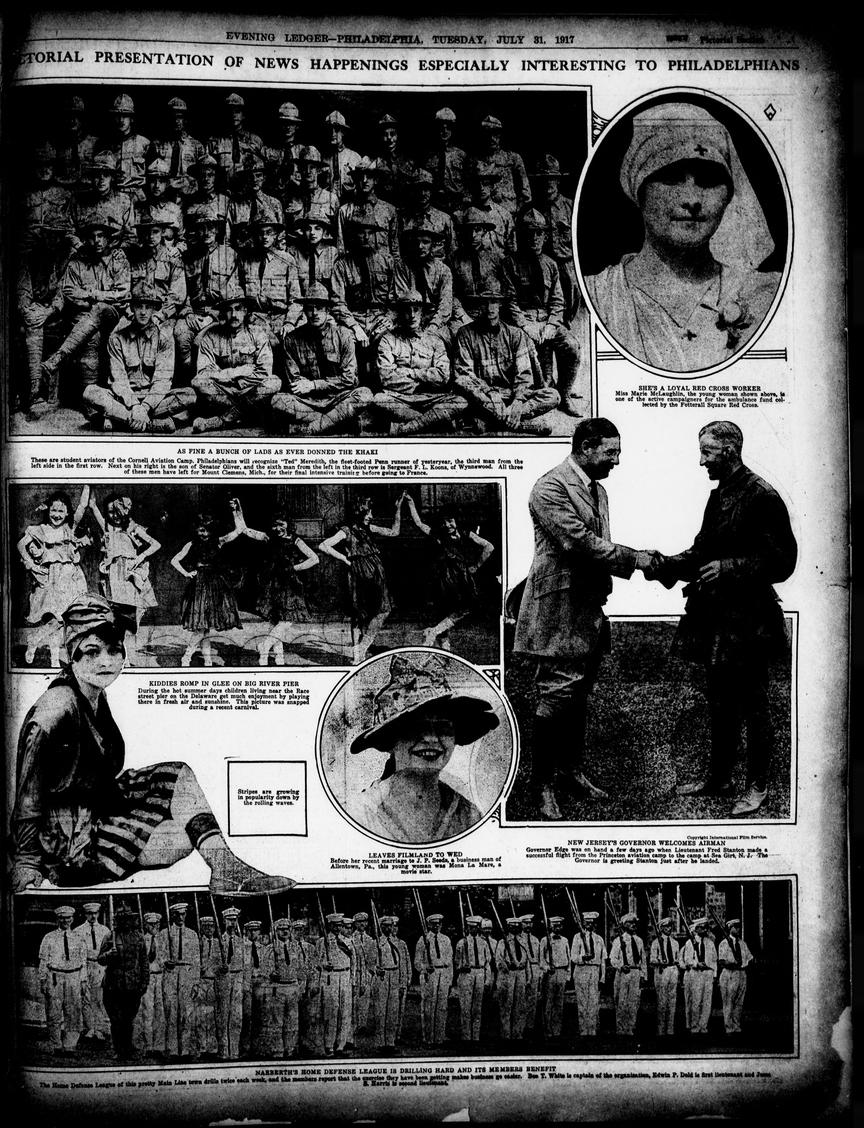 EVENING LEDGER—PHILADELPHIA, TUESDAY, JULY 31, 1917
Pictorial Section
CTORIAL PRESENTATION OF NEWS HAPPENINGS ESPECIALLY INTERESTING TO PHILADELPHIANS
SHE'S A LOYAL RED CROSS WORKER
Miss Marie McLaughlin, the young woman shown above, is
one of the active campaigners for the ambulance fund col-
lected by the Fotterall Square Red Cross.
AS FINE A BUNCH OF LADS AS EVER DONNED THE KHAKI
These are student aviators of the Cornell Aviation Camp. Philadelphians will recognize "Ted" Meredith, the fleet-footed Penn runner of yesteryear, the third man from the
left side in the first row. Next on his right is the son of Senator Oliver, and the sixth man from the left in the third row is Sergeant F. L. Koons, of Wynnewood. All three
of these men have left for Mount Clemens, Mich., for their final intensive training before going to France.
KIDDIES ROMP IN GLEE ON BIG RIVER PIER
During the hot summer days children living near the Race
street pier on the Delaware get much enjoyment by playing
there in fresh air and sunshine. This picture was snapped
during a recent carnival.
Stripes are growing
in popularity down by
the rolling waves.
LEAVES FILMLAND TO WED
Before her recent marriage to J. P. Seeds, a business man of
Allentown, Pa., this young woman was Mona La Mare, a
movie star.
Copyright International Film Service.
NEW JERSEY'S GOVERNOR WELCOMES AIRMAN
Governor Edge was on hand a few days ago when Lieutenant Fred Stanton made a
successful flight from the Princeton aviation camp to the camp at Sea Girt, N. J. The
Governor is greeting Stanton just after he landed.
NARBERTH'S HOME DEFENSE LEAGUE IS DRILLING HARD AND ITS MEMBERS BENEFIT
The Home Defense League of this pretty Main Line town drills twice each week, and the members report that the exercise they have been getting makes business go easier. Ben T. White is captain of the organization, Edwin P. Dold is first lieutenant and
Harris is second lieutenant.